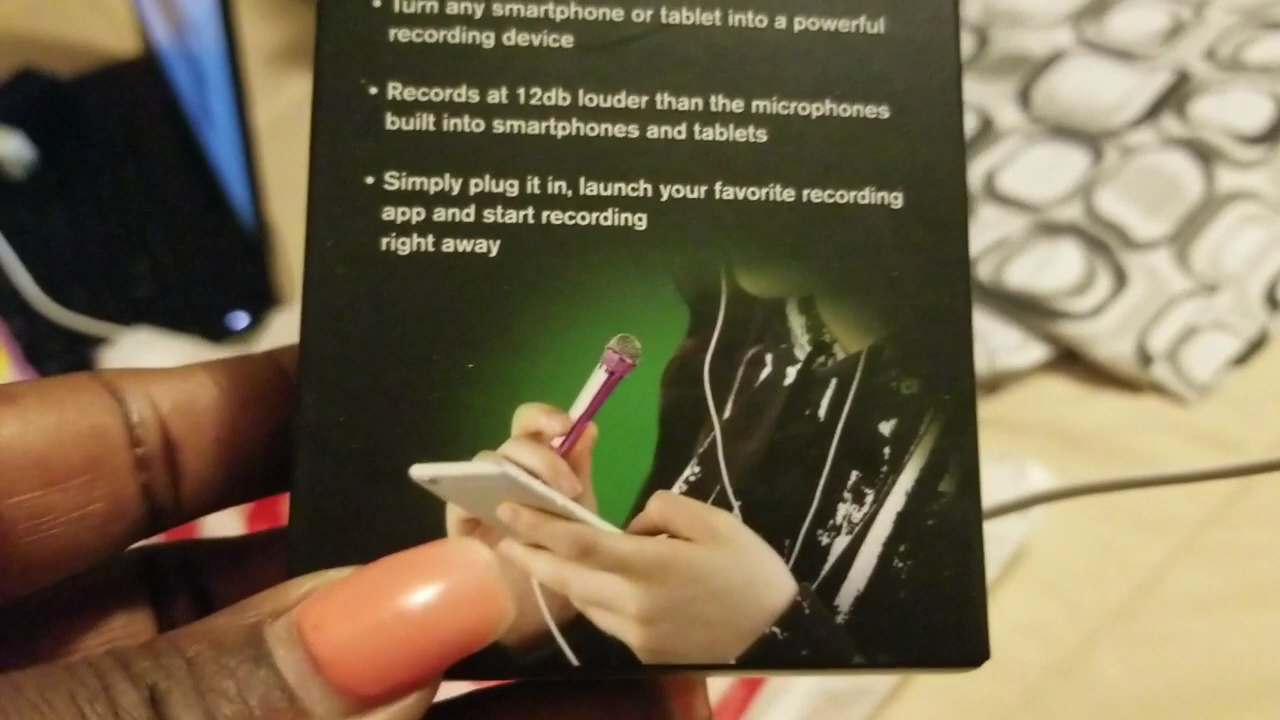 • Turn any smartphone or tablet into a powerful
recording device
• Records at 12db louder than the microphones
built into smartphones and tablets
• Simply plug it in, launch your favorite recording
app and start recording
right away